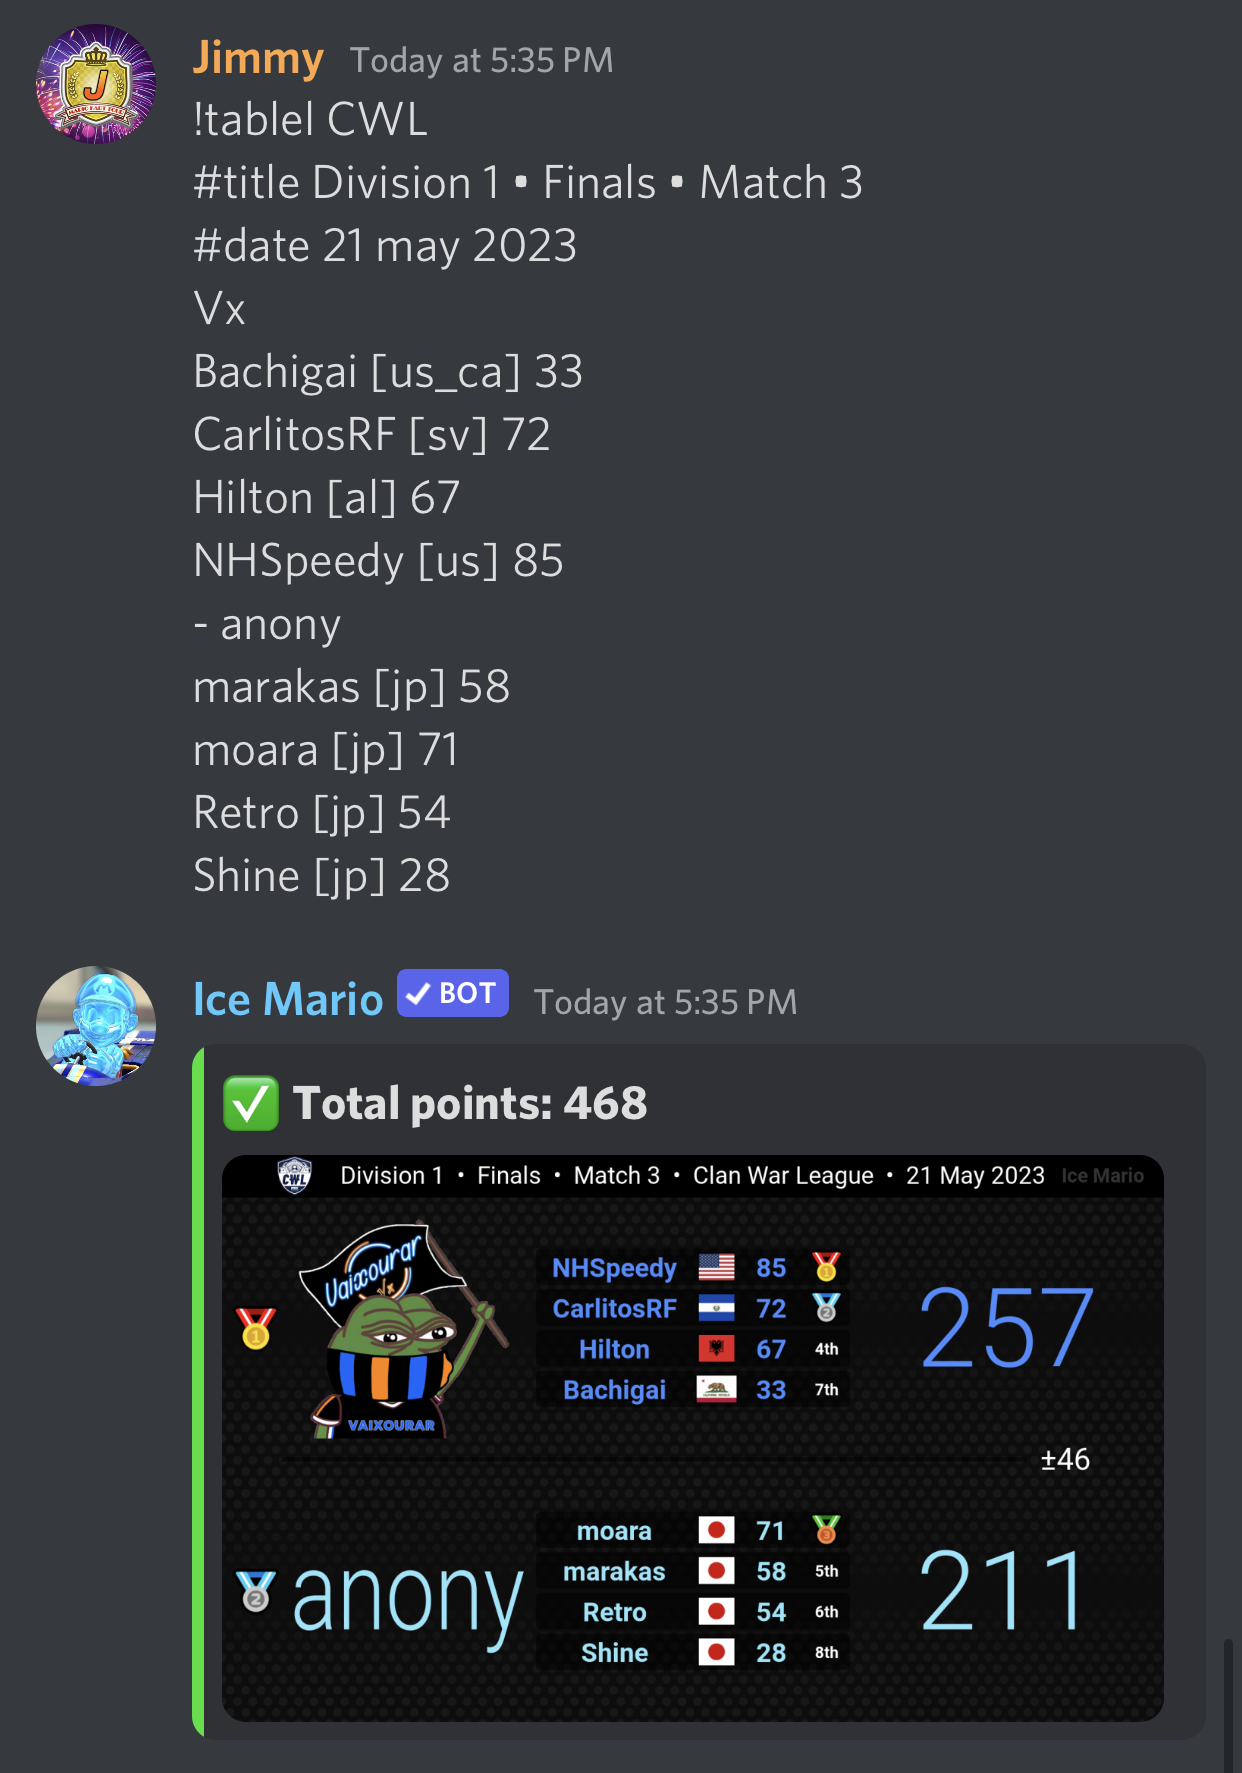 Jimmy Today at 5:35 PM
!tablel CWL
#title Division 1 • Finals • Match 3
#date 21 may 2023
Vx
Bachigai [us_ca] 33
CarlitosRF [sv] 72
Hilton [al] 67
NHSpeedy [us] 85
- anony
marakas [jp] 58
moara [jp] 71
Retro [jp] 54
Shine [jp] 28
Ice Mario ✓ BOT Today at 5:35 PM
✅ Total points: 468
CWL Division 1 • Finals • Match 3 • Clan War League • 21 May 2023 Ice Mario
Vaixourar
Vx
VAIXOURAR
1
NHSpeedy 85 1
CarlitosRF 72 2
Hilton 67 4th
Bachigai 33 7th
257
±46
2 anony
moara 71 3
marakas 58 5th
Retro 54 6th
Shine 28 8th
211